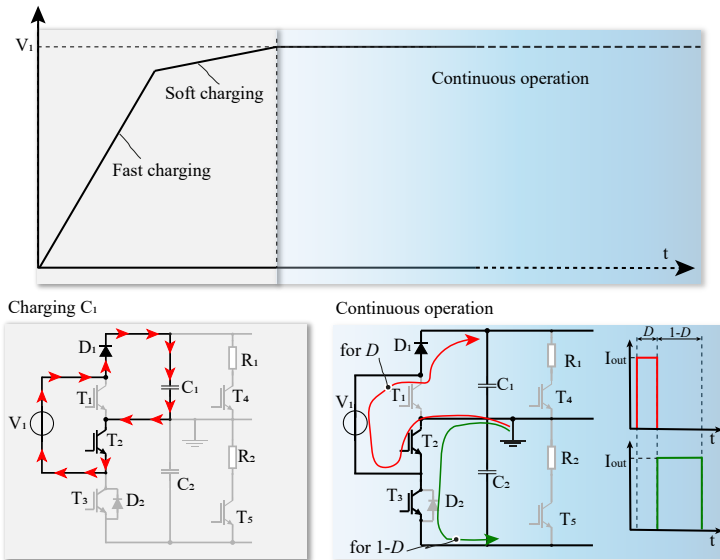 V₁
Soft charging
Continuous operation
Fast charging
t
Charging C₁
Continuous operation
D₁
R₁
T₁
C₁
T₄
V₁
T₂
R₂
C₂
T₃
D₂
T₅
for D
D₁
R₁
T₁
C₁
T₄
V₁
T₂
R₂
C₂
T₃
D₂
T₅
for 1-D
D
1-D
Iout
t
Iout
t